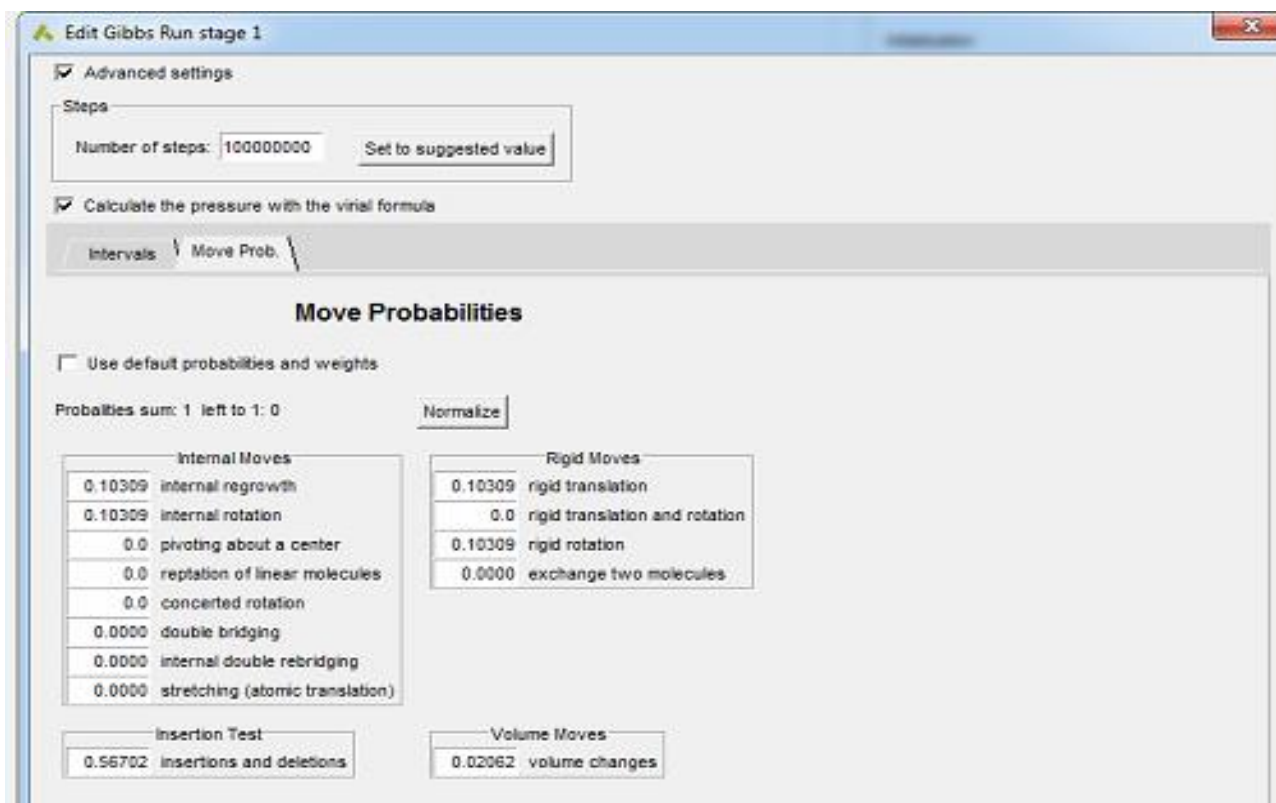 Edit Gibbs Run stage 1
Advanced settings
Steps
Number of steps: 100000000 Set to suggested value
Calculate the pressure with the virial formula
Intervals Move Prob.
Move Probabilities
Use default probabilities and weights
Probalities sum: 1 left to 1: 0 Normalize
Internal Moves
0.10309 internal regrowth
0.10309 internal rotation
0.0 pivoting about a center
0.0 reptation of linear molecules
0.0 concerted rotation
0.0000 double bridging
0.0000 internal double rebridging
0.0000 stretching (atomic translation)
Rigid Moves
0.10309 rigid translation
0.0 rigid translation and rotation
0.10309 rigid rotation
0.0000 exchange two molecules
Insertion Test
0.56702 insertions and deletions
Volume Moves
0.02062 volume changes